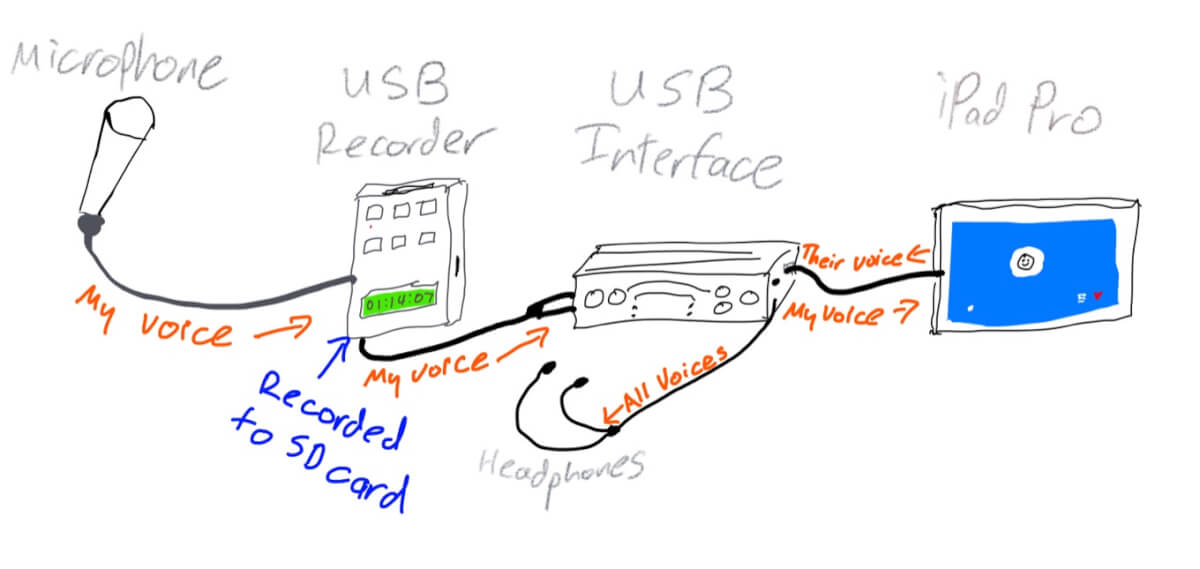 Microphone
USB
Recorder
USB
Interface
iPad Pro
My voice →
01:14:07
Recorded
to SD card
My voice →
Their voice ←
My Voice →
← All Voices
Headphones